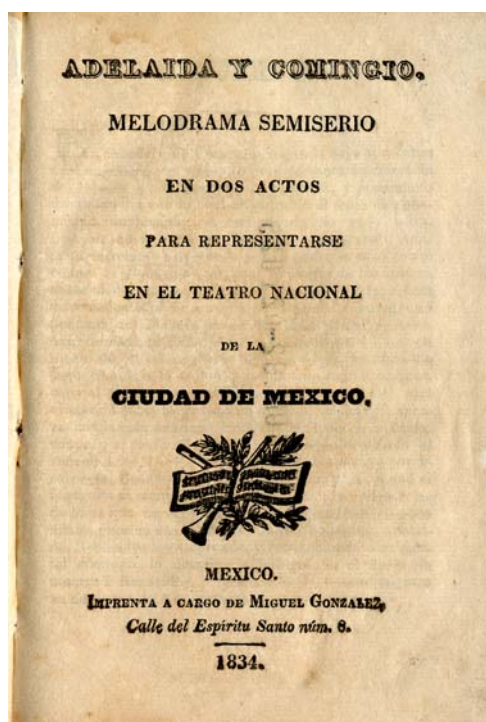 ADELAIDA Y COMINGIO.
MELODRAMA SEMISERIO
EN DOS ACTOS
PARA REPRESENTARSE
EN EL TEATRO NACIONAL
DE LA
CIUDAD DE MEXICO.
MEXICO.
IMPRENTA A CARGO DE MIGUEL GONZALEZ,
Calle del Espíritu Santo núm. 8.
1834.